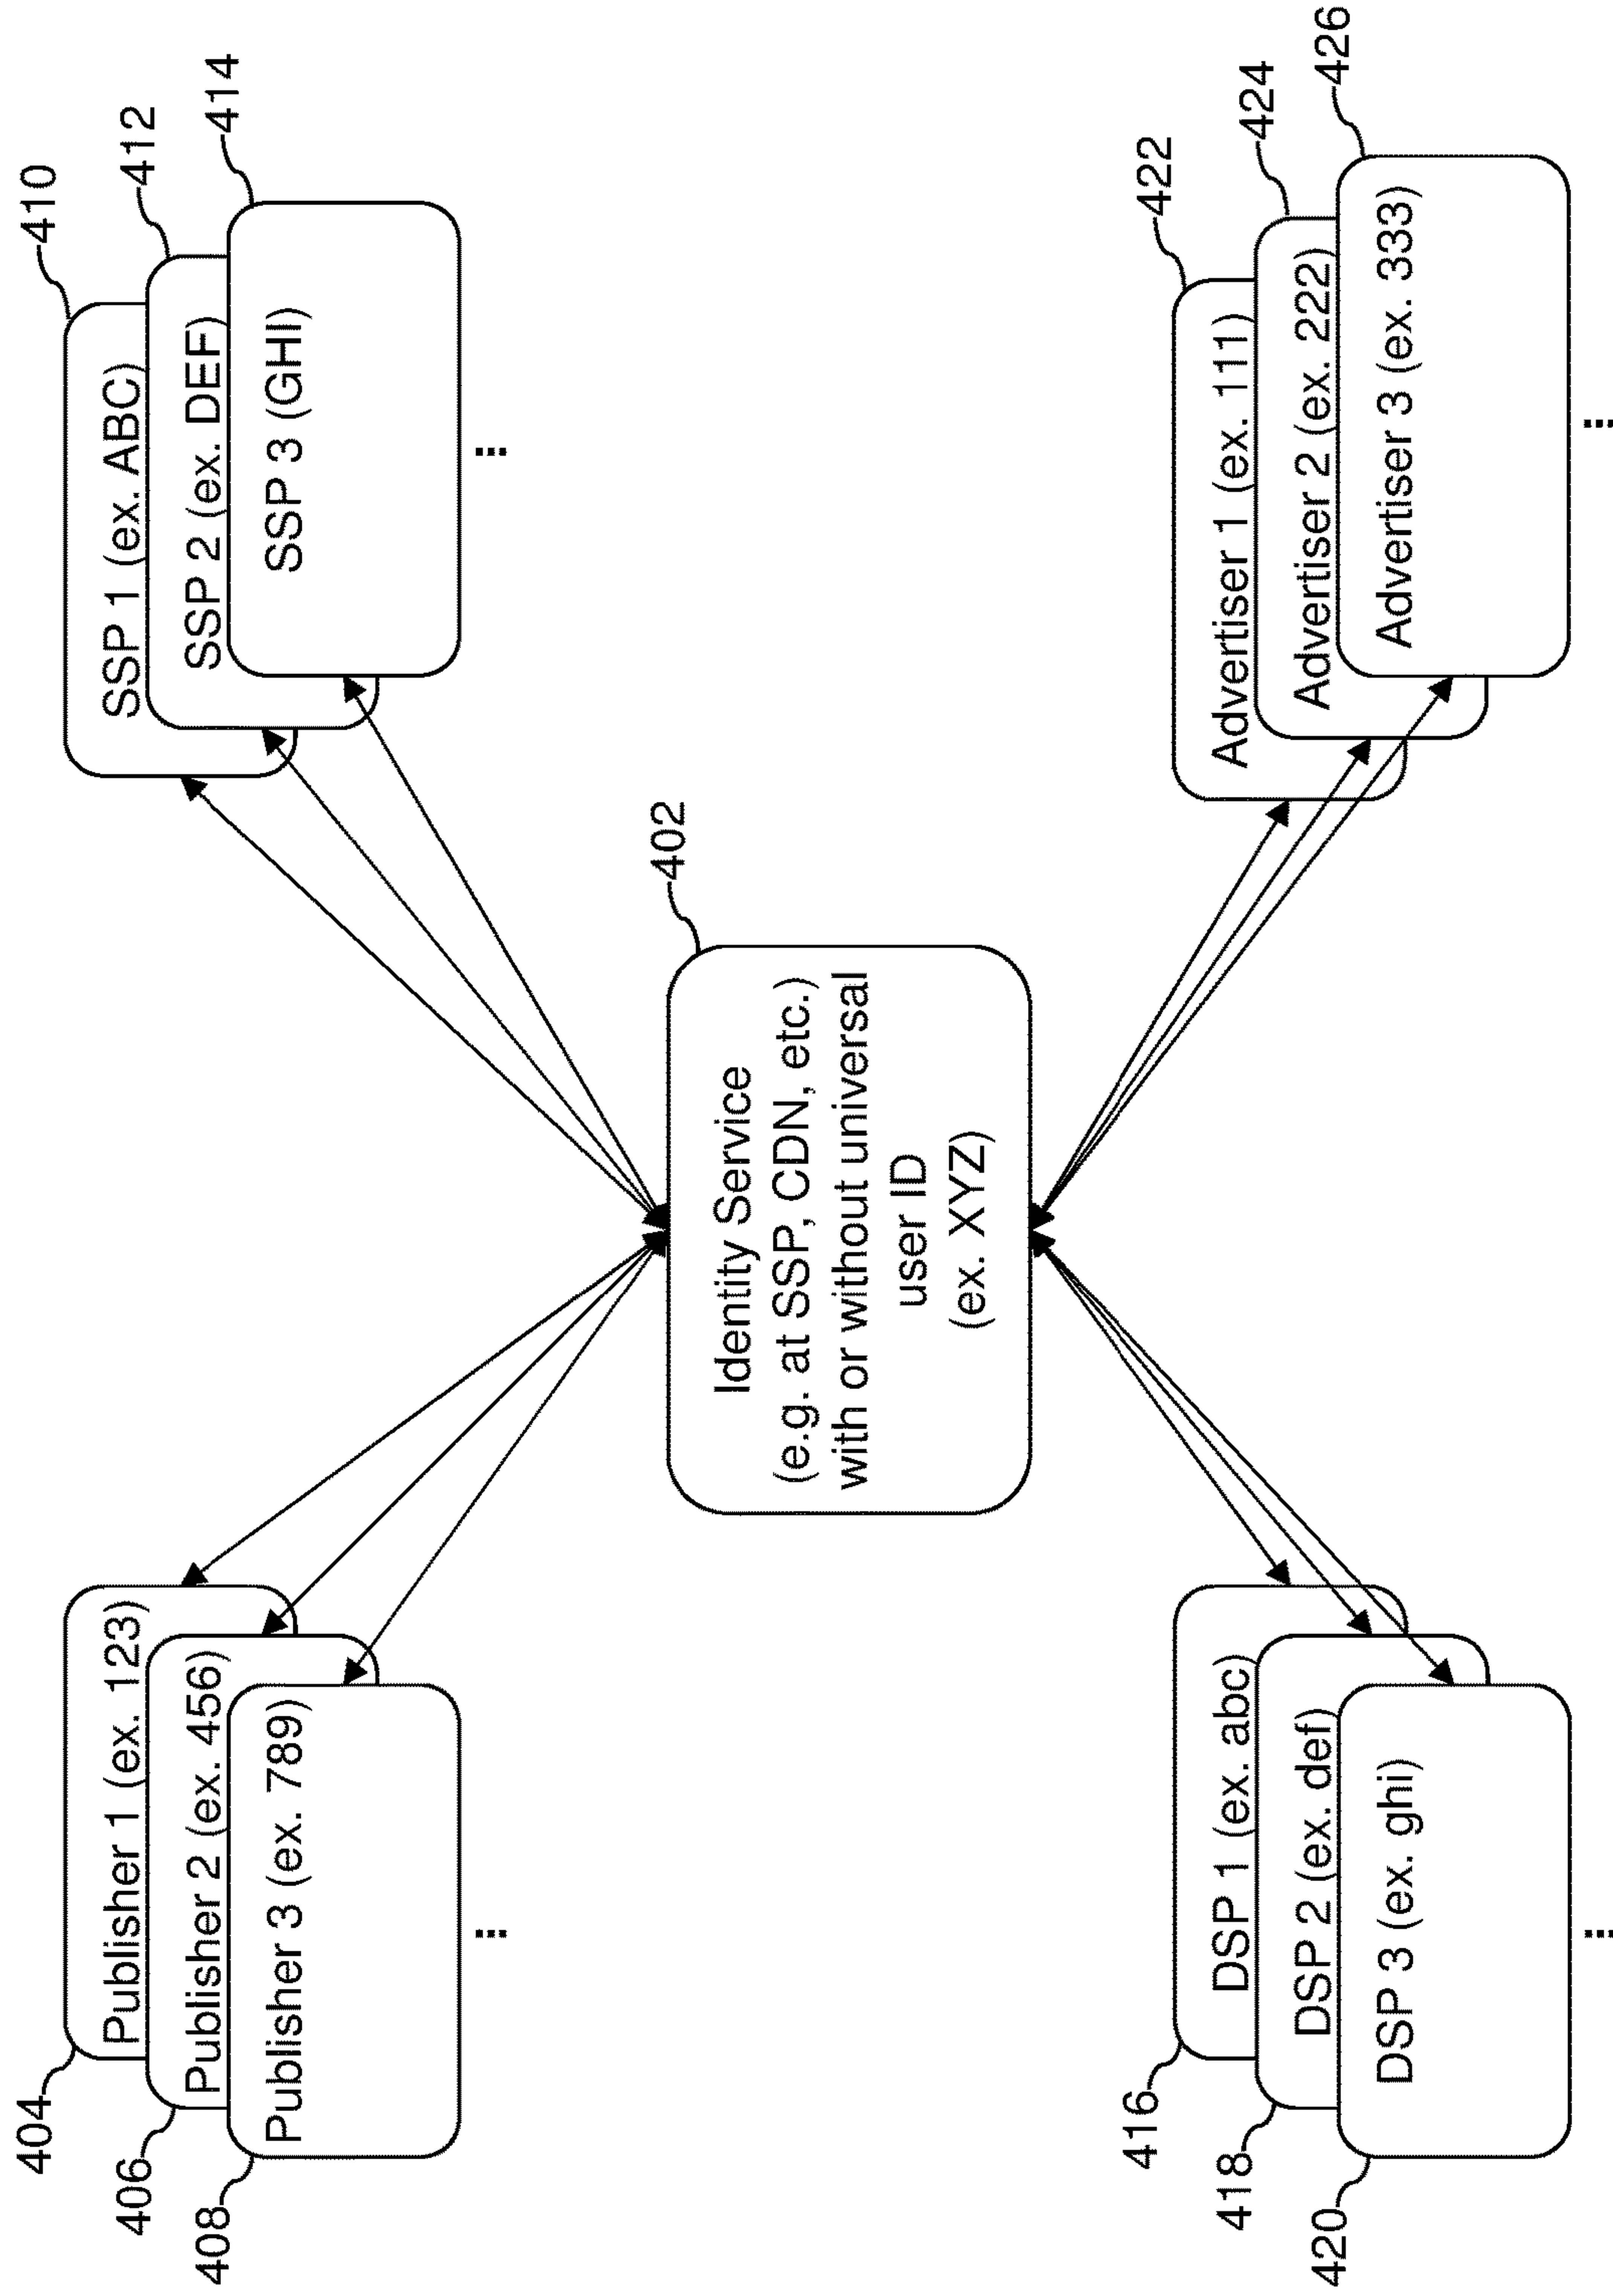 404
Publisher 1 (ex. 123)
406
Publisher 2 (ex. 456)
408
Publisher 3 (ex. 789)
...
410
SSP 1 (ex. ABC)
412
SSP 2 (ex. DEF)
414
SSP 3 (GHI)
...
402
Identity Service
(e.g. at SSP, CDN, etc.)
with or without universal
user ID
(ex. XYZ)
416
DSP 1 (ex. abc)
418
DSP 2 (ex. def)
420
DSP 3 (ex. ghi)
...
422
Advertiser 1 (ex. 111)
424
Advertiser 2 (ex. 222)
426
Advertiser 3 (ex. 333)
...